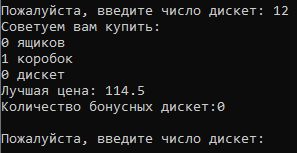 Пожалуйста, введите число дискет: 12
Советуем вам купить:
0 ящиков
1 коробок
0 дискет
Лучшая цена: 114.5
Количество бонусных дискет:0
Пожалуйста, введите число дискет: